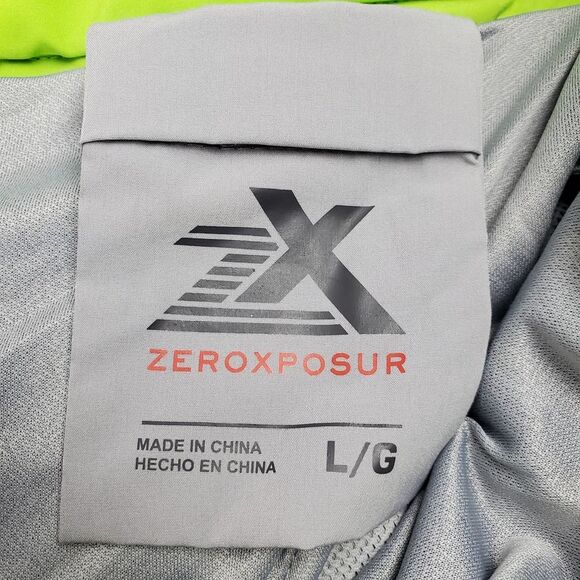 ZX
ZEROXPOSUR
MADE IN CHINA
HECHO EN CHINA
L/G